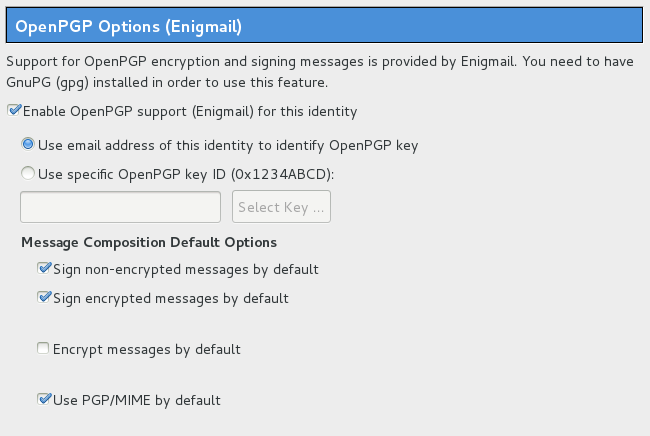 OpenPGP Options (Enigmail)
Support for OpenPGP encryption and signing messages is provided by Enigmail. You need to have
GnuPG (gpg) installed in order to use this feature.
Enable OpenPGP support (Enigmail) for this identity
Use email address of this identity to identify OpenPGP key
Use specific OpenPGP key ID (0x1234ABCD):
Select Key ...
Message Composition Default Options
Sign non-encrypted messages by default
Sign encrypted messages by default
Encrypt messages by default
Use PGP/MIME by default